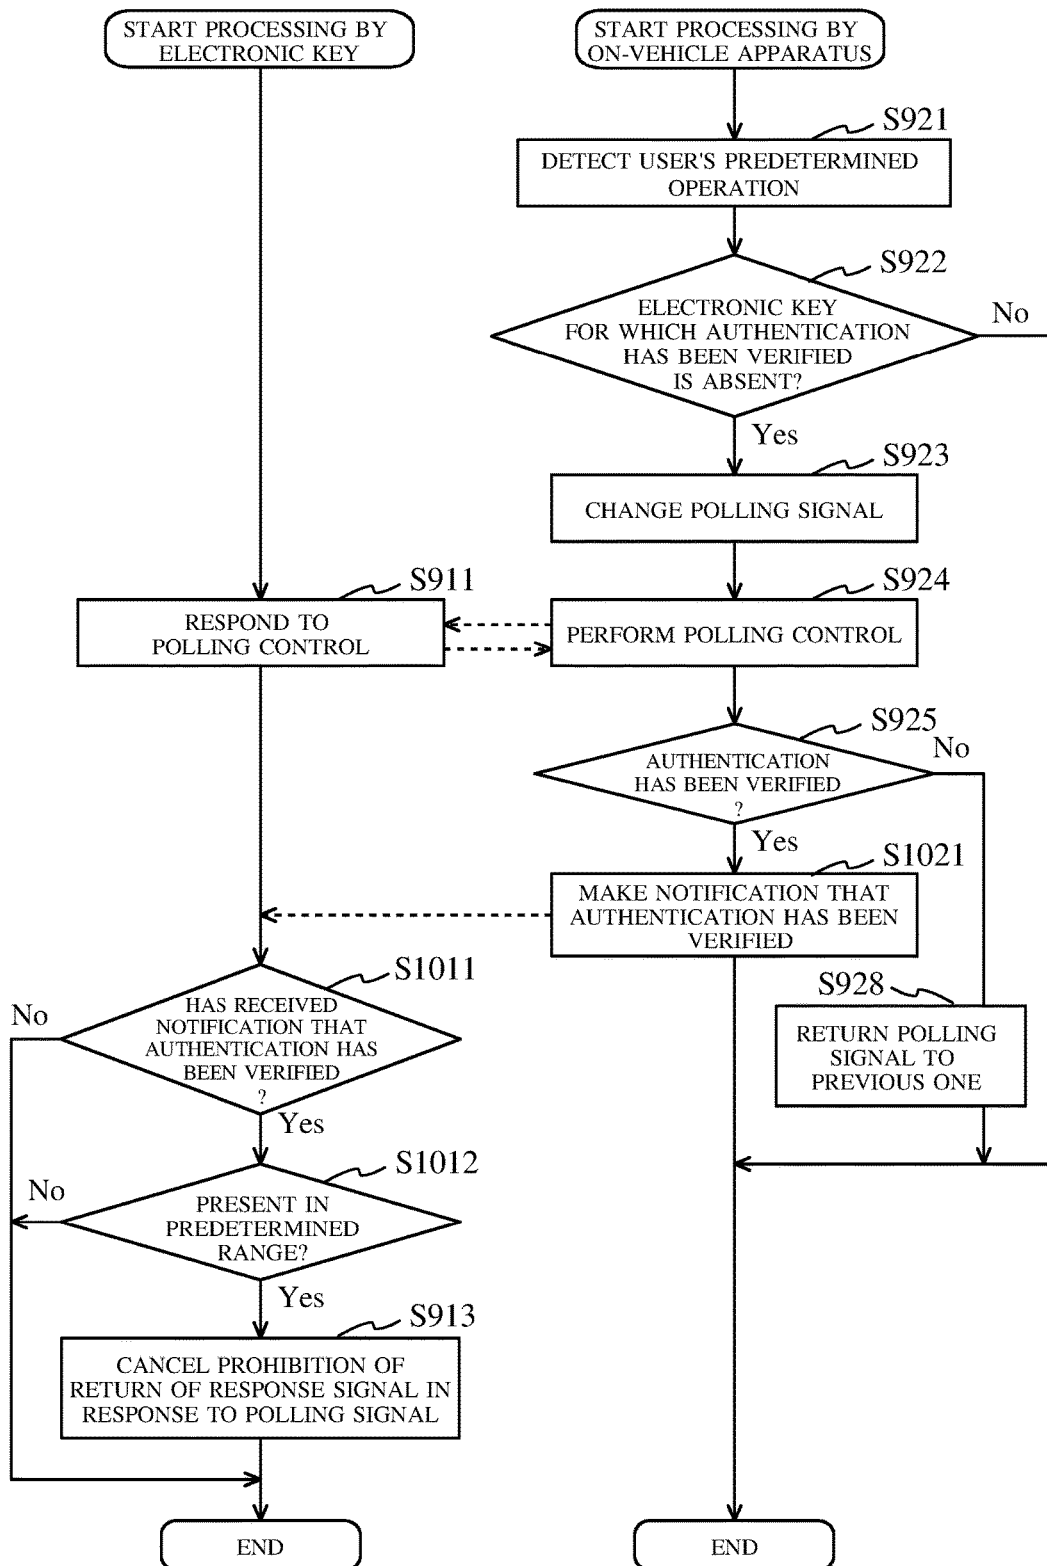 START PROCESSING BY
ELECTRONIC KEY
START PROCESSING BY
ON-VEHICLE APPARATUS
S921
DETECT USER'S PREDETERMINED
OPERATION
S922
ELECTRONIC KEY
FOR WHICH AUTHENTICATION
HAS BEEN VERIFIED
IS ABSENT?
No
Yes
S923
CHANGE POLLING SIGNAL
S911
RESPOND TO
POLLING CONTROL
S924
PERFORM POLLING CONTROL
S925
AUTHENTICATION
HAS BEEN VERIFIED
?
No
Yes
S1021
MAKE NOTIFICATION THAT
AUTHENTICATION HAS BEEN
VERIFIED
S1011
HAS RECEIVED
NOTIFICATION THAT
AUTHENTICATION HAS
BEEN VERIFIED
?
No
Yes
S928
RETURN POLLING
SIGNAL TO
PREVIOUS ONE
S1012
PRESENT IN
PREDETERMINED
RANGE?
No
Yes
S913
CANCEL PROHIBITION OF
RETURN OF RESPONSE SIGNAL IN
RESPONSE TO POLLING SIGNAL
END
END